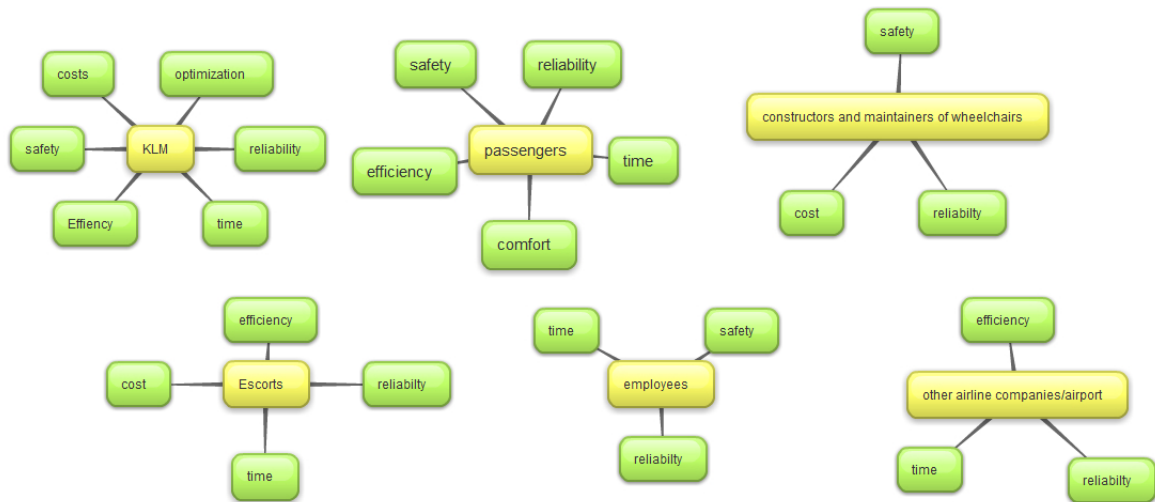 costs
optimization
safety
KLM
reliability
Effiency
time
safety
reliability
passengers
efficiency
time
comfort
safety
constructors and maintainers of wheelchairs
cost
reliabilty
efficiency
cost
Escorts
reliabilty
time
time
safety
employees
reliabilty
efficiency
other airline companies/airport
time
reliabilty